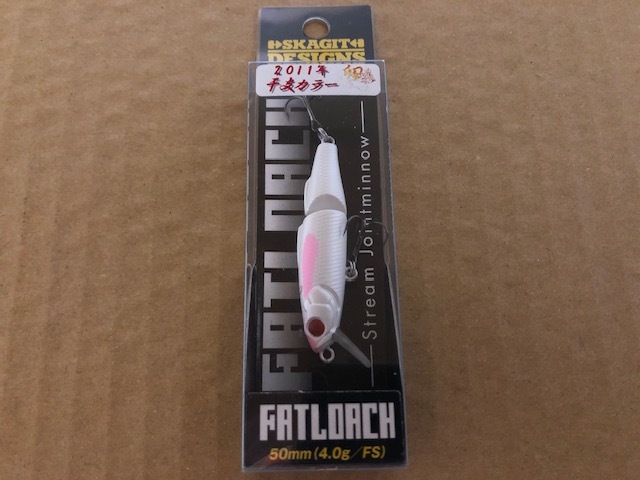 SKAGIT
DESIGNS
2011年
干支カラー
FATLOACH
Stream Jointminnow
FATLOACH
50mm(4.0g/FS)